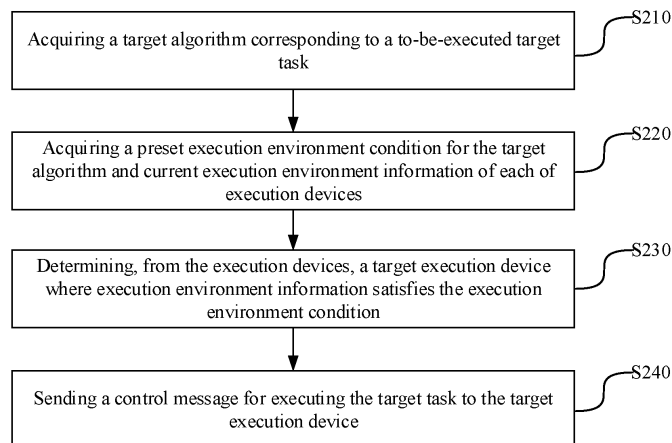 S210
Acquiring a target algorithm corresponding to a to-be-executed target
task
S220
Acquiring a preset execution environment condition for the target
algorithm and current execution environment information of each of
execution devices
S230
Determining, from the execution devices, a target execution device
where execution environment information satisfies the execution
environment condition
S240
Sending a control message for executing the target task to the target
execution device